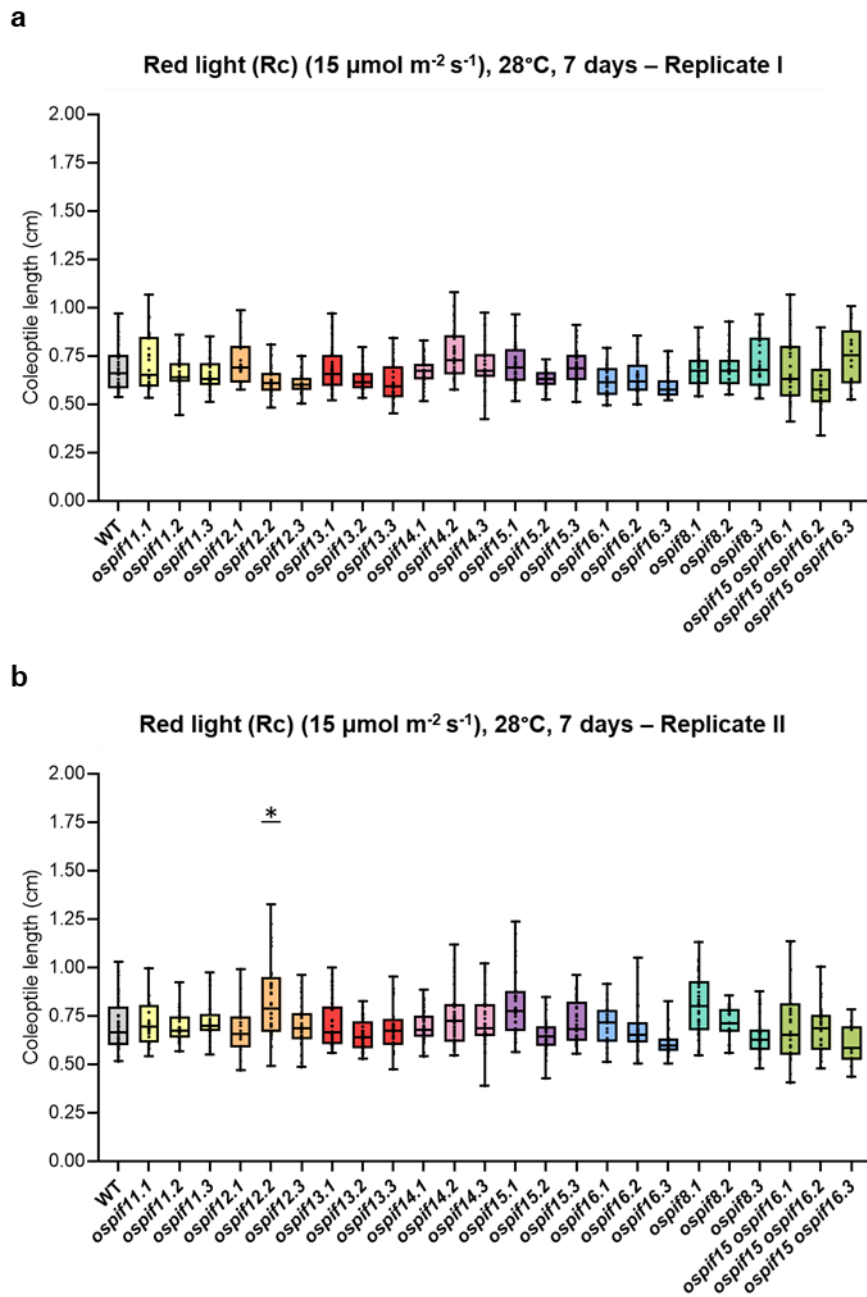 a
Red light (Rc) (15 μmol m⁻² s⁻¹), 28°C, 7 days – Replicate I
Coleoptile length (cm)
2.00
1.75
1.50
1.25
1.00
0.75
0.50
0.25
0.00
WT
ospif11.1
ospif11.2
ospif11.3
ospif12.1
ospif12.2
ospif12.3
ospif13.1
ospif13.2
ospif13.3
ospif14.1
ospif14.2
ospif14.3
ospif15.1
ospif15.2
ospif15.3
ospif16.1
ospif16.2
ospif16.3
ospif8.1
ospif8.2
ospif8.3
ospif15 ospif16.1
ospif15 ospif16.2
ospif15 ospif16.3
b
Red light (Rc) (15 μmol m⁻² s⁻¹), 28°C, 7 days – Replicate II
Coleoptile length (cm)
2.00
1.75
1.50
1.25
1.00
0.75
0.50
0.25
0.00
*
WT
ospif11.1
ospif11.2
ospif11.3
ospif12.1
ospif12.2
ospif12.3
ospif13.1
ospif13.2
ospif13.3
ospif14.1
ospif14.2
ospif14.3
ospif15.1
ospif15.2
ospif15.3
ospif16.1
ospif16.2
ospif16.3
ospif8.1
ospif8.2
ospif8.3
ospif15 ospif16.1
ospif15 ospif16.2
ospif15 ospif16.3